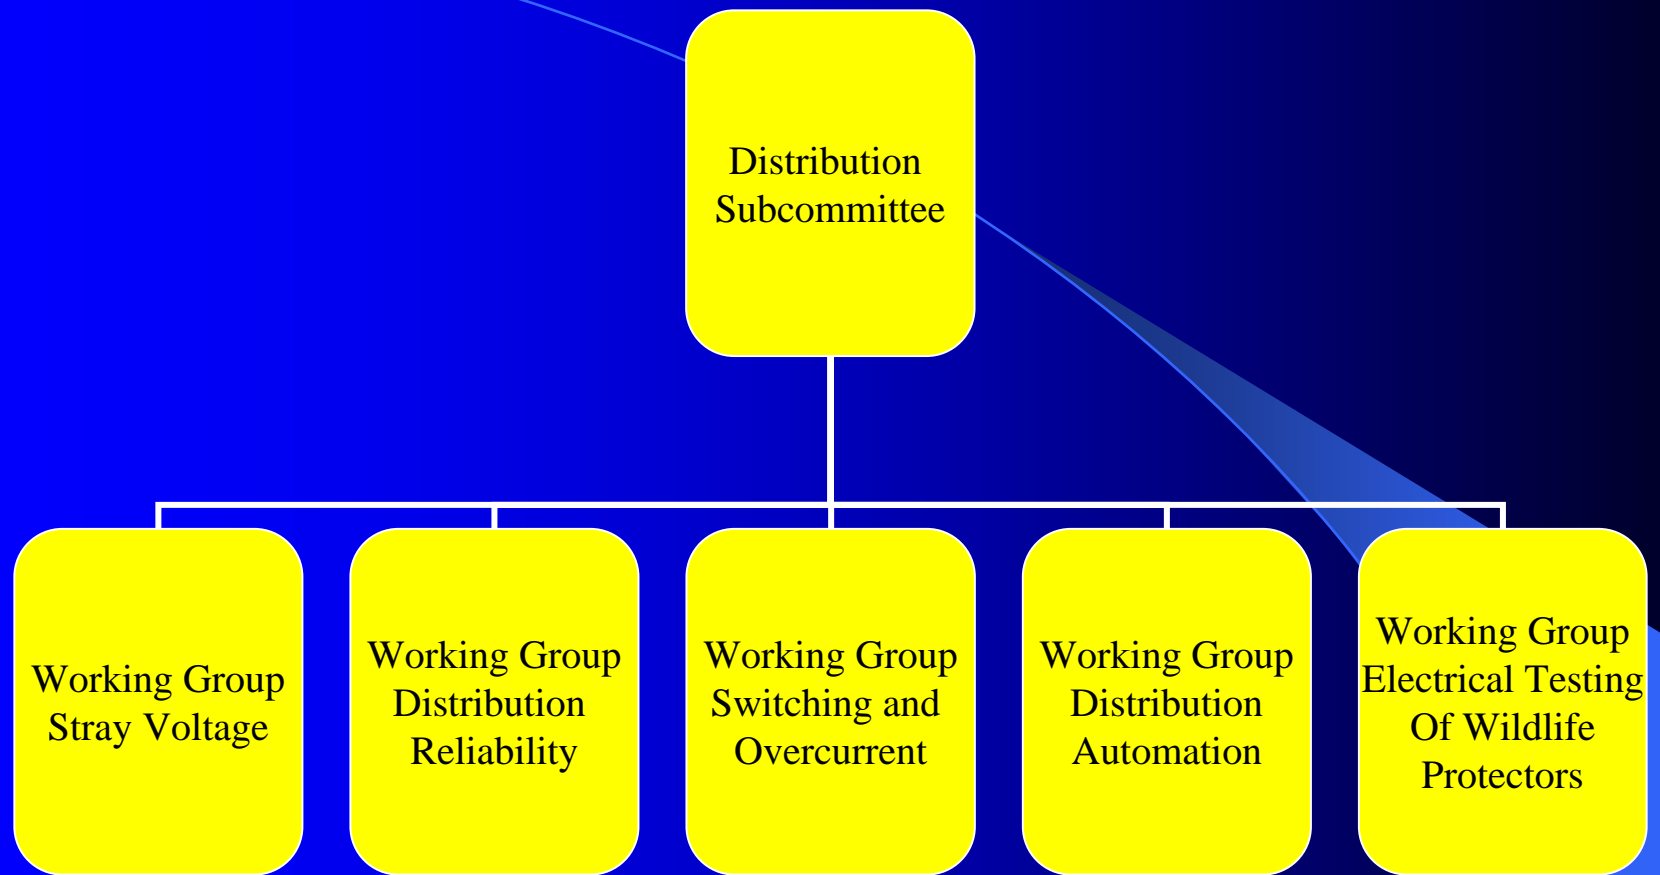 Distribution
Subcommittee
Working Group
Stray Voltage
Working Group
Distribution
Reliability
Working Group
Switching and
Overcurrent
Working Group
Distribution
Automation
Working Group
Electrical Testing
Of Wildlife
Protectors